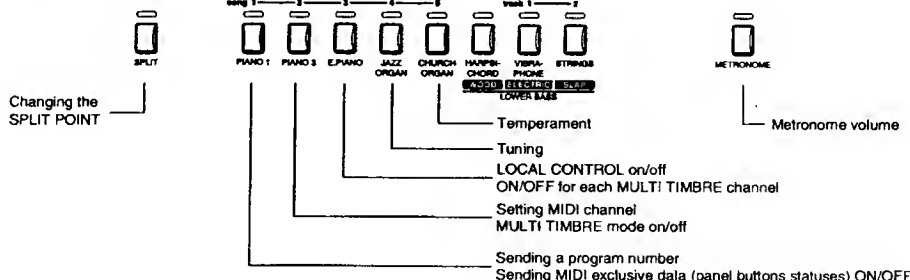 song 1 2 3 4 5 track 1 2
SPLIT PIANO 1 PIANO 2 E.PIANO JAZZ ORGAN CHURCH ORGAN HARPSI-CHORD VIBRA-PHONE STRINGS METRONOME
WOOD ELECTRIC SLAP
LOWER BASS
Changing the
SPLIT POINT
Temperament
Metronome volume
Tuning
LOCAL CONTROL on/off
ON/OFF for each MULTI TIMBRE channel
Setting MIDI channel
MULTI TIMBRE mode on/off
Sending a program number
Sending MIDI exclusive data (panel buttons statuses) ON/OFF